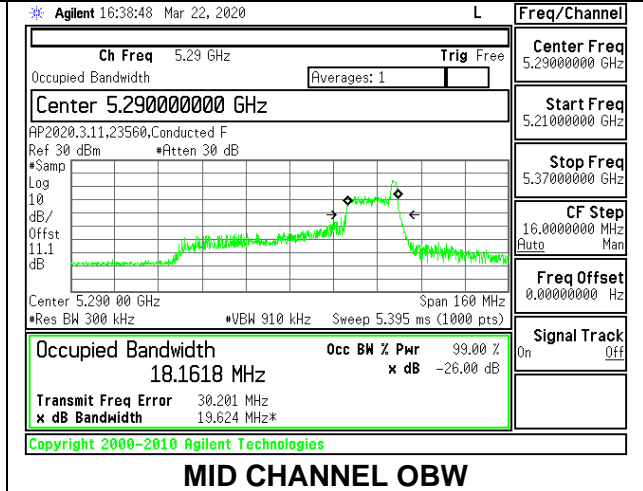 Agilent 16:38:48 Mar 22, 2020 L
Freq/Channel
Ch Freq 5.29 GHz Trig Free
Occupied Bandwidth Averages: 1
Center 5.290000000 GHz
AP2020.3.11,23560,Conducted F
Ref 30 dBm #Atten 30 dB
#Samp
Log
10
dB/
Offst
11.1
dB
Center 5.290 00 GHz Span 160 MHz
#Res BW 300 kHz #VBW 910 kHz Sweep 5.395 ms (1000 pts)
Occupied Bandwidth Occ BW % Pwr 99.00 %
18.1618 MHz x dB -26.00 dB
Transmit Freq Error 30.201 MHz
x dB Bandwidth 19.624 MHz*
Copyright 2000-2010 Agilent Technologies
Center Freq
5.29000000 GHz
Start Freq
5.21000000 GHz
Stop Freq
5.37000000 GHz
CF Step
16.0000000 MHz
Auto Man
Freq Offset
0.00000000 Hz
Signal Track
On Off
MID CHANNEL OBW